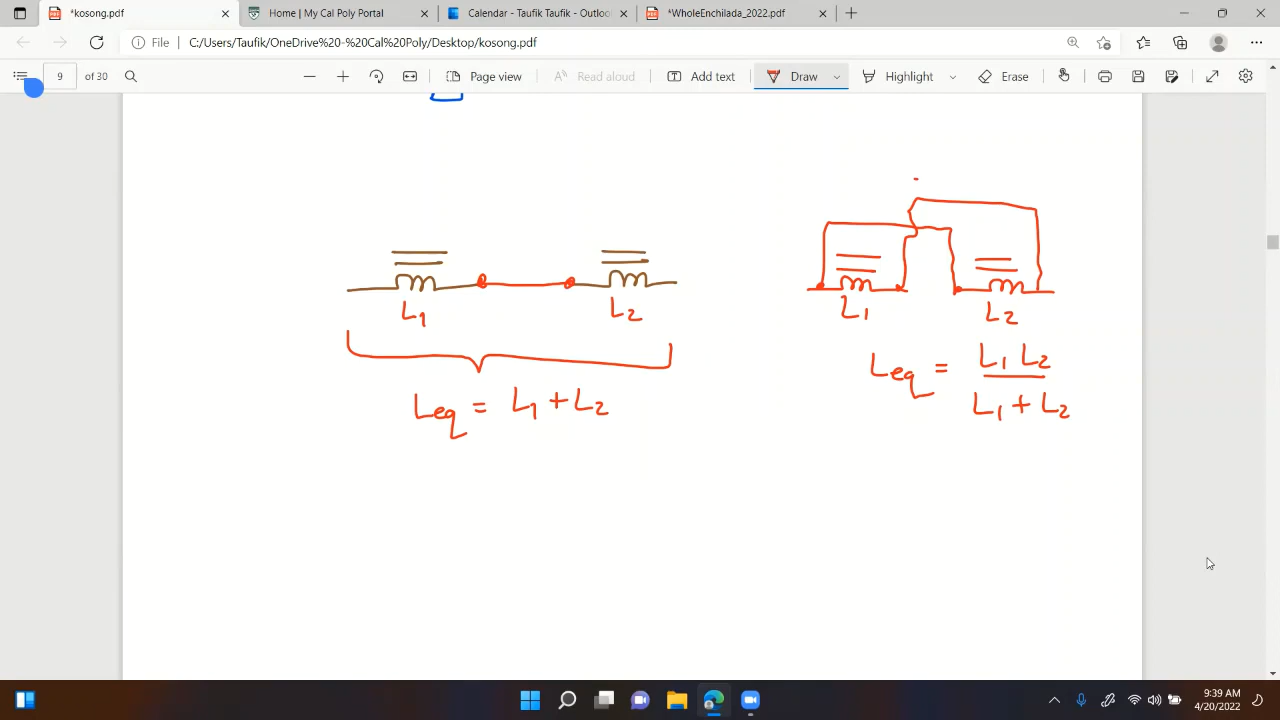 *kosong.pdf
Home | My Cal Poly Portal
Calendar - Taufik Taufik - Outloo
*WholeEnchilada_2022.pdf
File
C:/Users/Taufik/OneDrive%20-%20Cal%20Poly/Desktop/kosong.pdf
9 of 30
Page view
Read aloud
Add text
Draw
Highlight
Erase
L1
L2
L1
L2
Leq = L1 + L2
Leq = L1 L2
L1 + L2
9:39 AM
4/20/2022